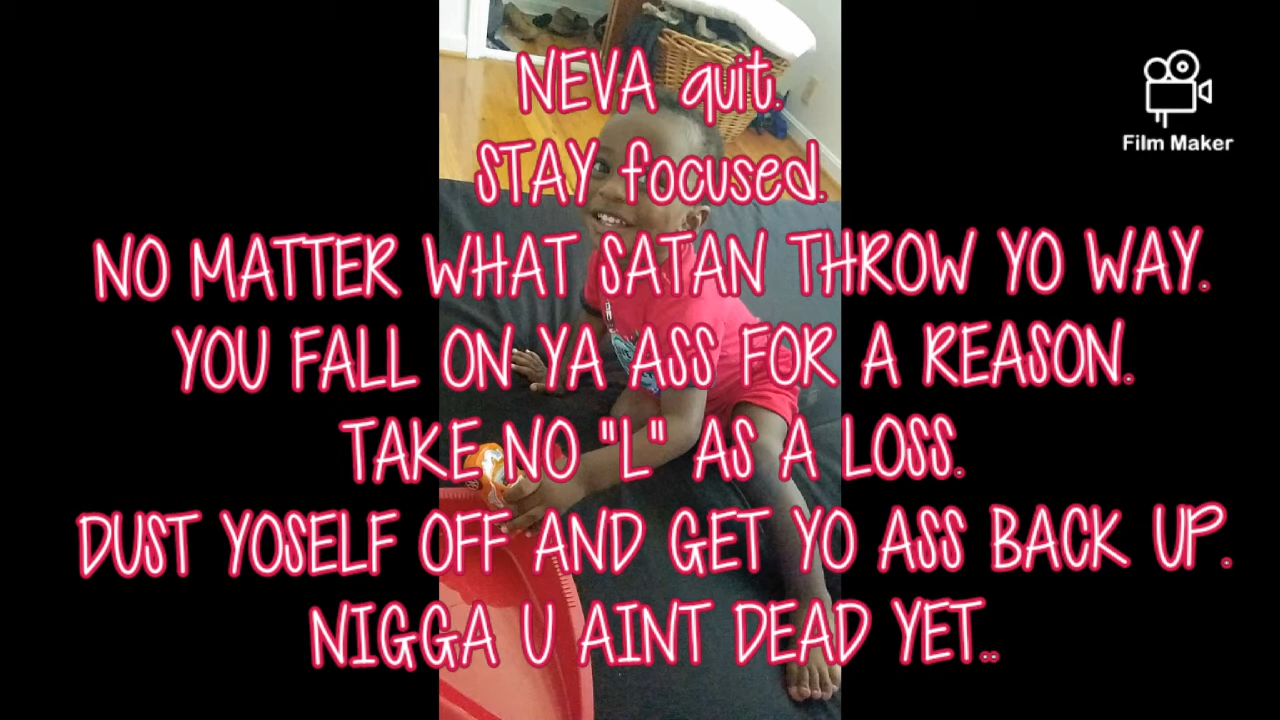 NEVA quit.
STAY focused.
NO MATTER WHAT SATAN THROW YO WAY.
YOU FALL ON YA ASS FOR A REASON.
TAKE NO "L" AS A LOSS.
DUST YOSELF OFF AND GET YO ASS BACK UP.
NIGGA U AINT DEAD YET..
Film Maker